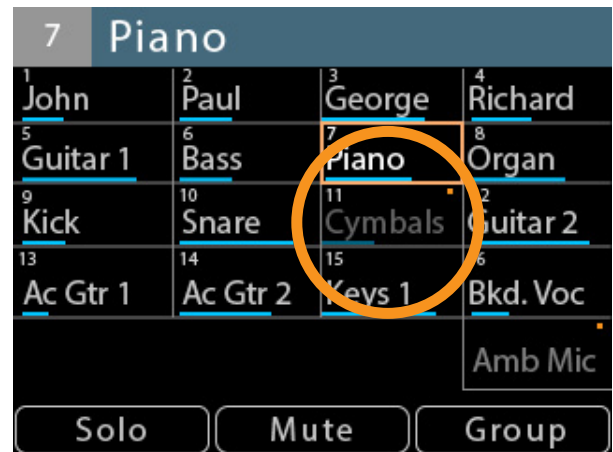 7 Piano
1 2 3 4
John Paul George Richard
5 6 7 8
Guitar 1 Bass Piano Organ
9 10 11 2
Kick Snare Cymbals Guitar 2
13 14 15 6
Ac Gtr 1 Ac Gtr 2 Keys 1 Bkd. Voc
Amb Mic
Solo Mute Group